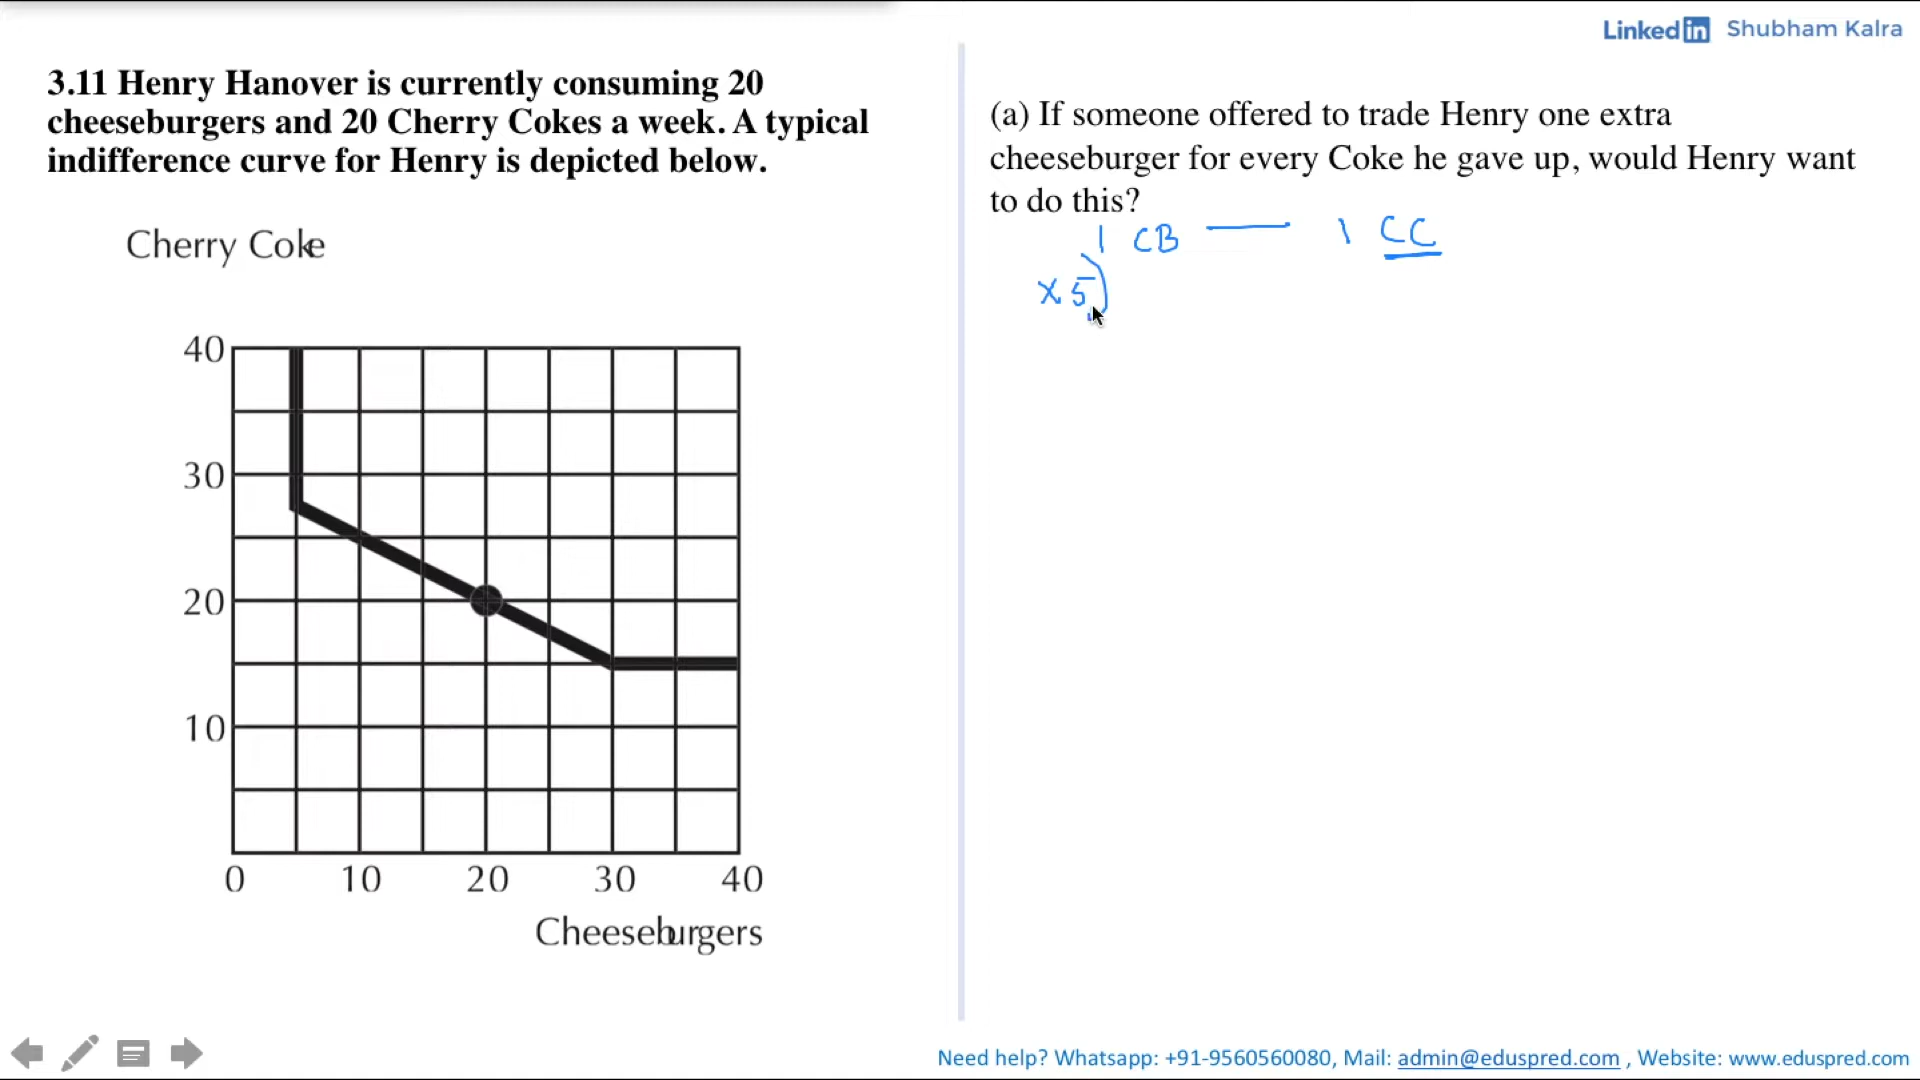 Linked in Shubham Kalra
3.11 Henry Hanover is currently consuming 20
cheeseburgers and 20 Cherry Cokes a week. A typical
indifference curve for Henry is depicted below.
Cherry Coke
40
30
20
10
0 10 20 30 40
Cheeseburgers
(a) If someone offered to trade Henry one extra
cheeseburger for every Coke he gave up, would Henry want
to do this?
1 CB — 1 CC
x 5)
Need help? Whatsapp: +91-9560560080, Mail: admin@eduspred.com , Website: www.eduspred.com